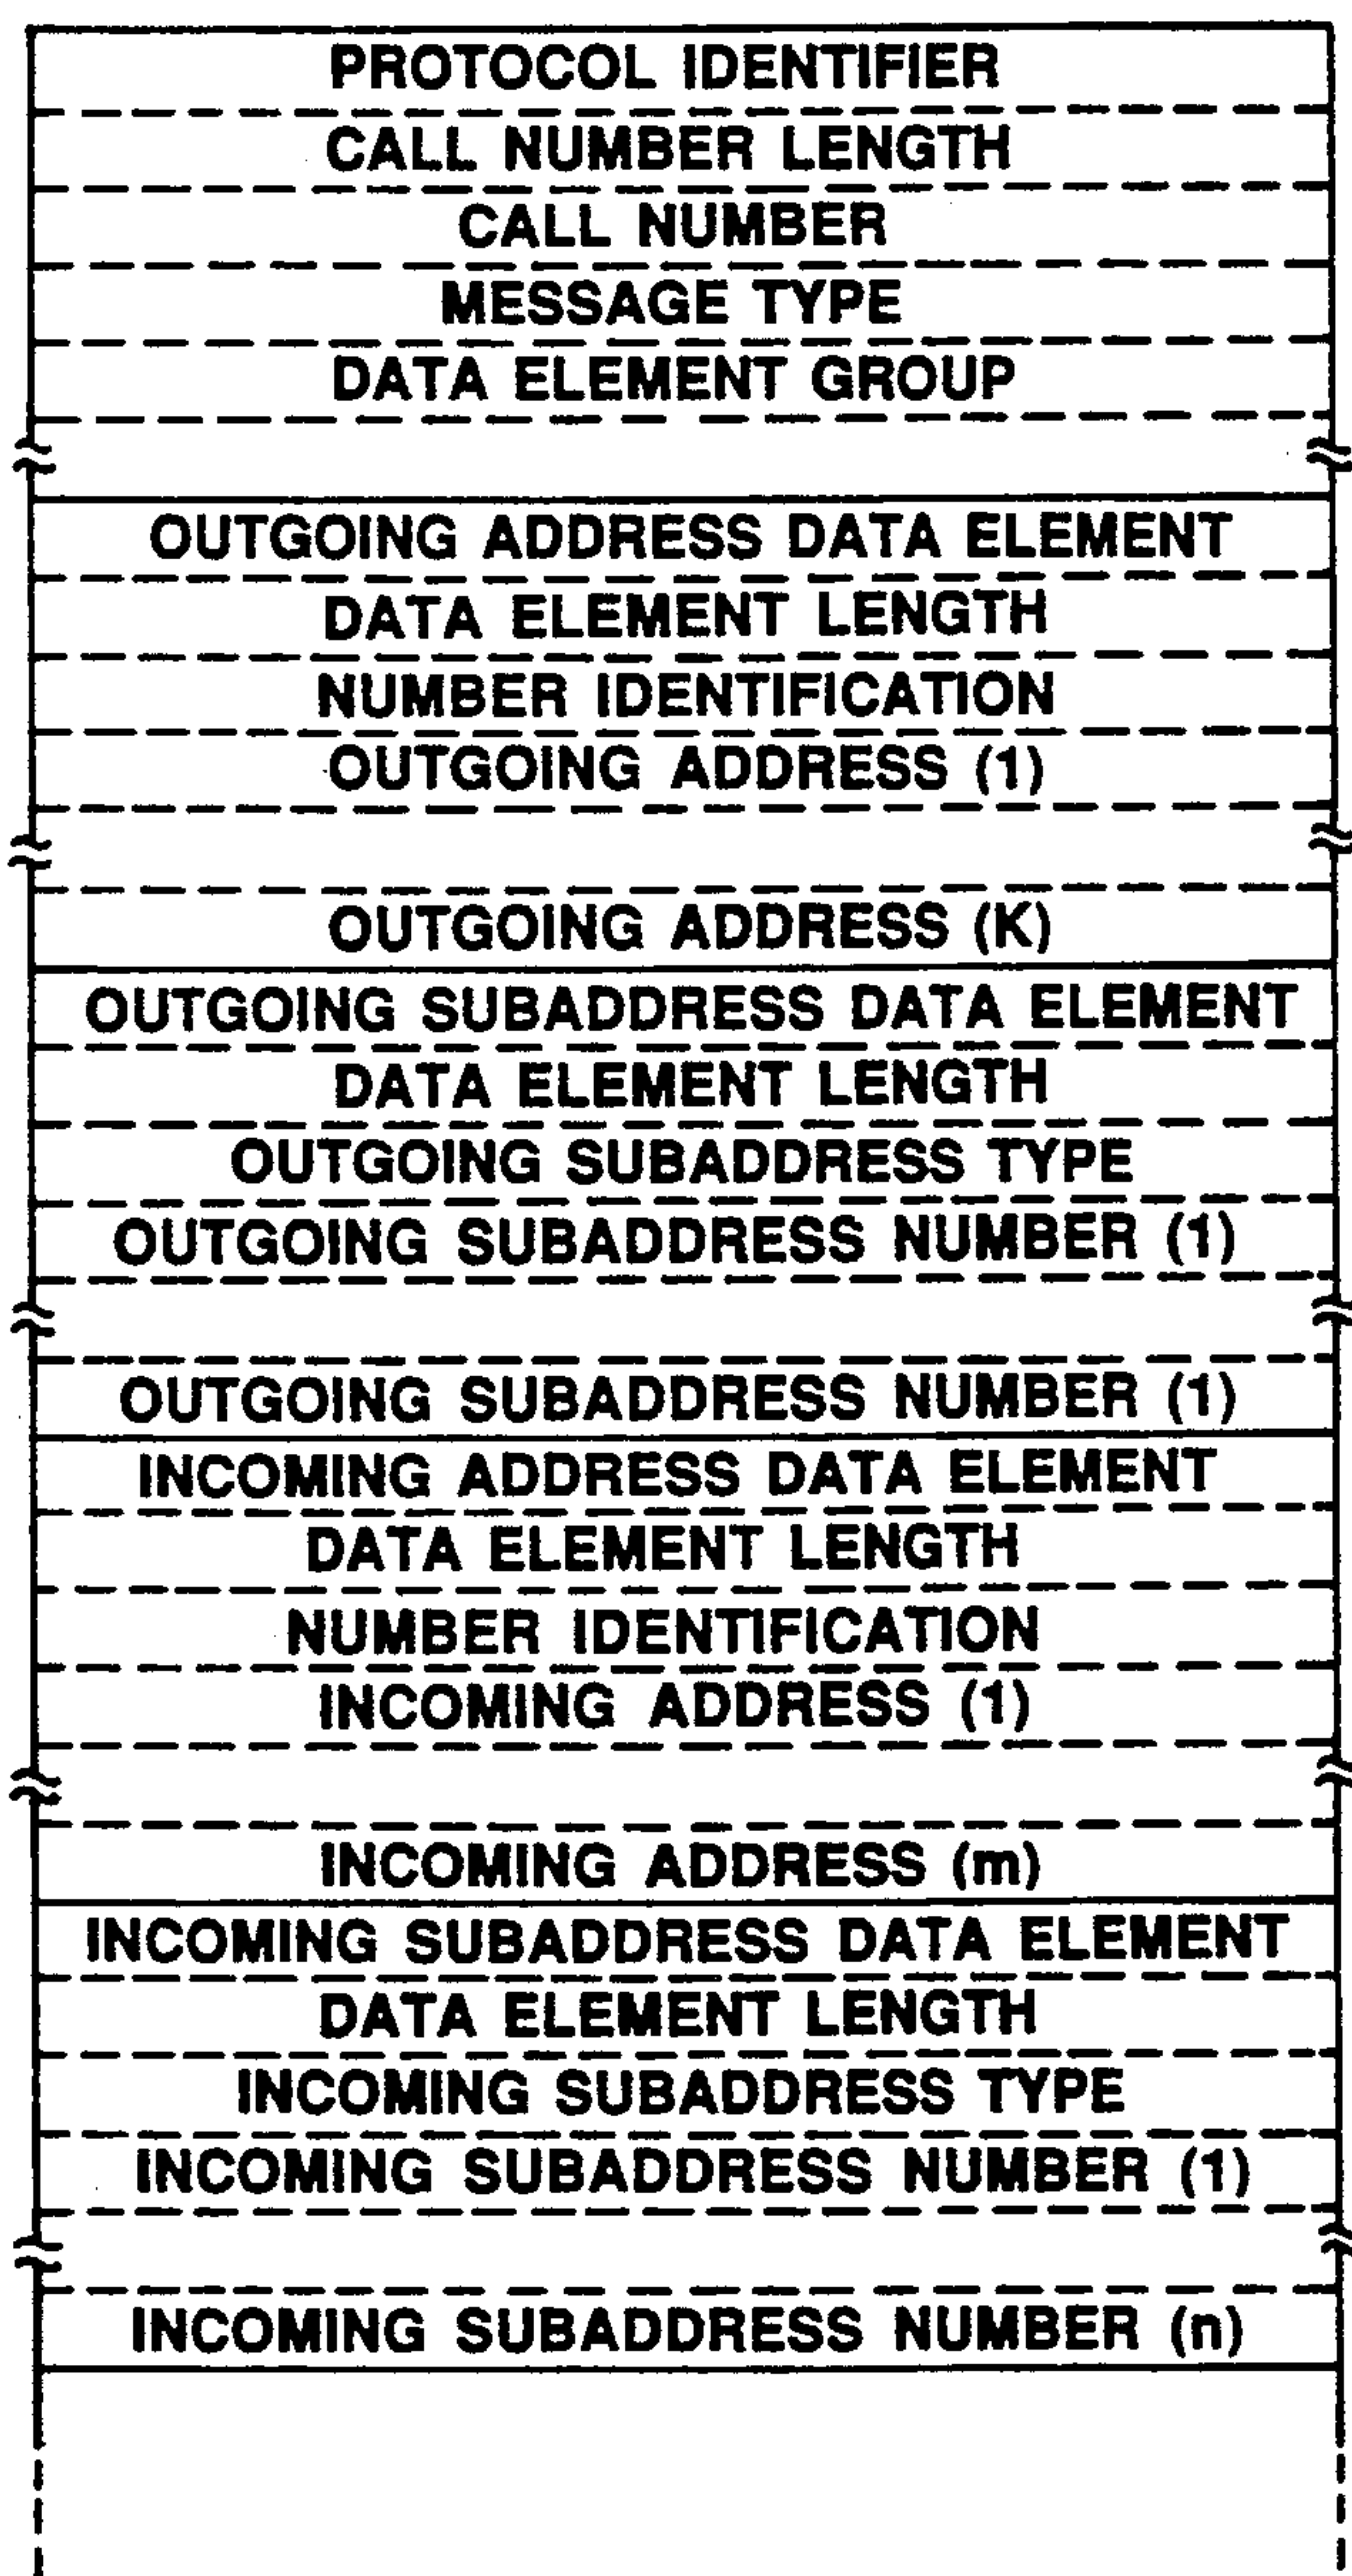 PROTOCOL IDENTIFIER
CALL NUMBER LENGTH
CALL NUMBER
MESSAGE TYPE
DATA ELEMENT GROUP
OUTGOING ADDRESS DATA ELEMENT
DATA ELEMENT LENGTH
NUMBER IDENTIFICATION
OUTGOING ADDRESS (1)
OUTGOING ADDRESS (K)
OUTGOING SUBADDRESS DATA ELEMENT
DATA ELEMENT LENGTH
OUTGOING SUBADDRESS TYPE
OUTGOING SUBADDRESS NUMBER (1)
OUTGOING SUBADDRESS NUMBER (1)
INCOMING ADDRESS DATA ELEMENT
DATA ELEMENT LENGTH
NUMBER IDENTIFICATION
INCOMING ADDRESS (1)
INCOMING ADDRESS (m)
INCOMING SUBADDRESS DATA ELEMENT
DATA ELEMENT LENGTH
INCOMING SUBADDRESS TYPE
INCOMING SUBADDRESS NUMBER (1)
INCOMING SUBADDRESS NUMBER (n)